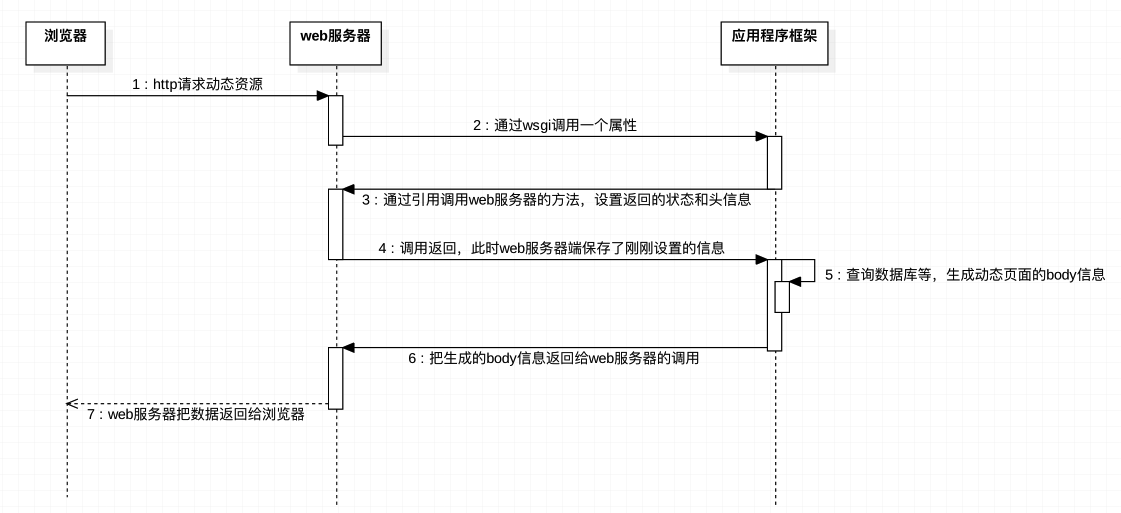 浏览器
web服务器
应用程序框架
1 : http请求动态资源
2 : 通过wsgi调用一个属性
3 : 通过引用调用web服务器的方法，设置返回的状态和头信息
4 : 调用返回，此时web服务器端保存了刚刚设置的信息
5 : 查询数据库等，生成动态页面的body信息
6 : 把生成的body信息返回给web服务器的调用
7 : web服务器把数据返回给浏览器